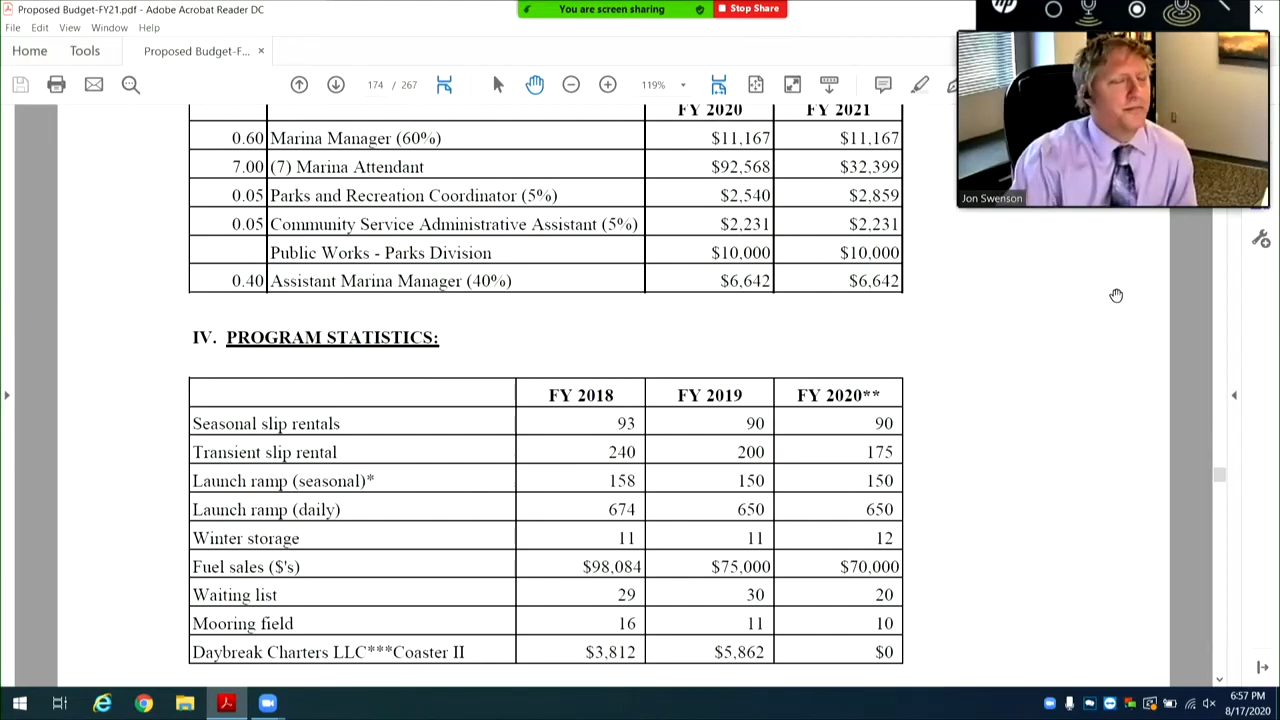 Proposed Budget-FY21.pdf - Adobe Acrobat Reader DC
You are screen sharing
Stop Share
File Edit View Window Help
Home Tools Proposed Budget-F... ×
174 / 267
119%
FY 2020 FY 2021
0.60 Marina Manager (60%) $11,167 $11,167
7.00 (7) Marina Attendant $92,568 $32,399
0.05 Parks and Recreation Coordinator (5%) $2,540 $2,859
0.05 Community Service Administrative Assistant (5%) $2,231 $2,231
Public Works - Parks Division $10,000 $10,000
0.40 Assistant Marina Manager (40%) $6,642 $6,642
Jon Swenson
IV. PROGRAM STATISTICS:
FY 2018 FY 2019 FY 2020**
Seasonal slip rentals 93 90 90
Transient slip rental 240 200 175
Launch ramp (seasonal)* 158 150 150
Launch ramp (daily) 674 650 650
Winter storage 11 11 12
Fuel sales ($'s) $98,084 $75,000 $70,000
Waiting list 29 30 20
Mooring field 16 11 10
Daybreak Charters LLC***Coaster II $3,812 $5,862 $0
6:57 PM
8/17/2020